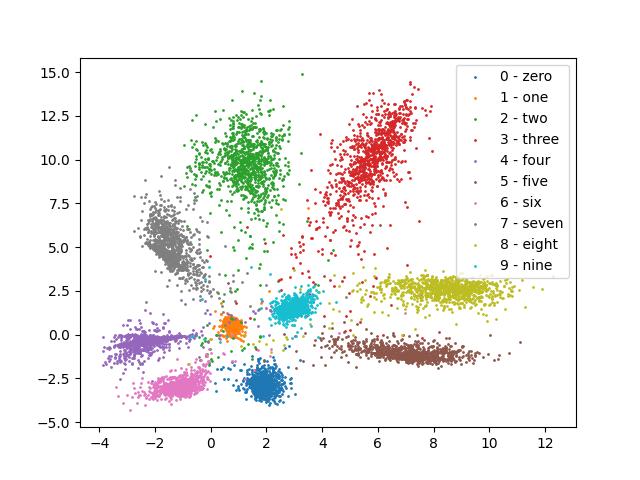 15.0
12.5
10.0
7.5
5.0
2.5
0.0
−2.5
−5.0
−4 −2 0 2 4 6 8 10 12
0 - zero
1 - one
2 - two
3 - three
4 - four
5 - five
6 - six
7 - seven
8 - eight
9 - nine